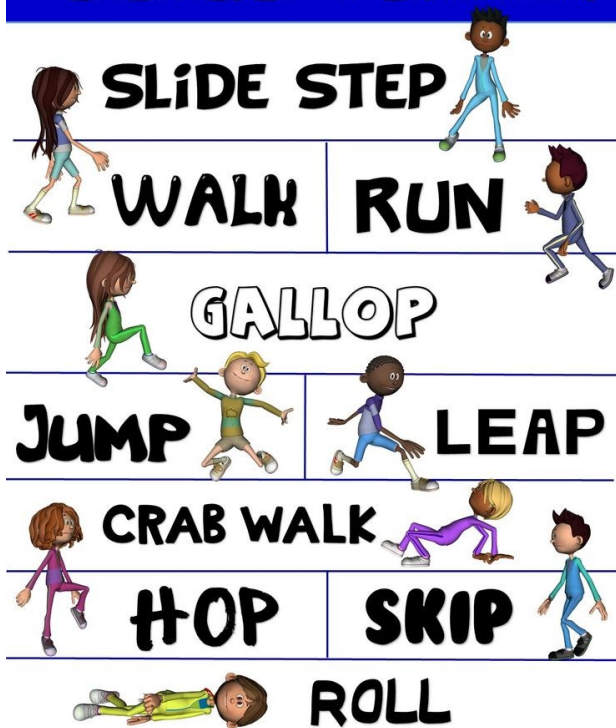 SLIDE STEP
WALK RUN
GALLOP
JUMP LEAP
CRAB WALK
HOP SKIP
ROLL